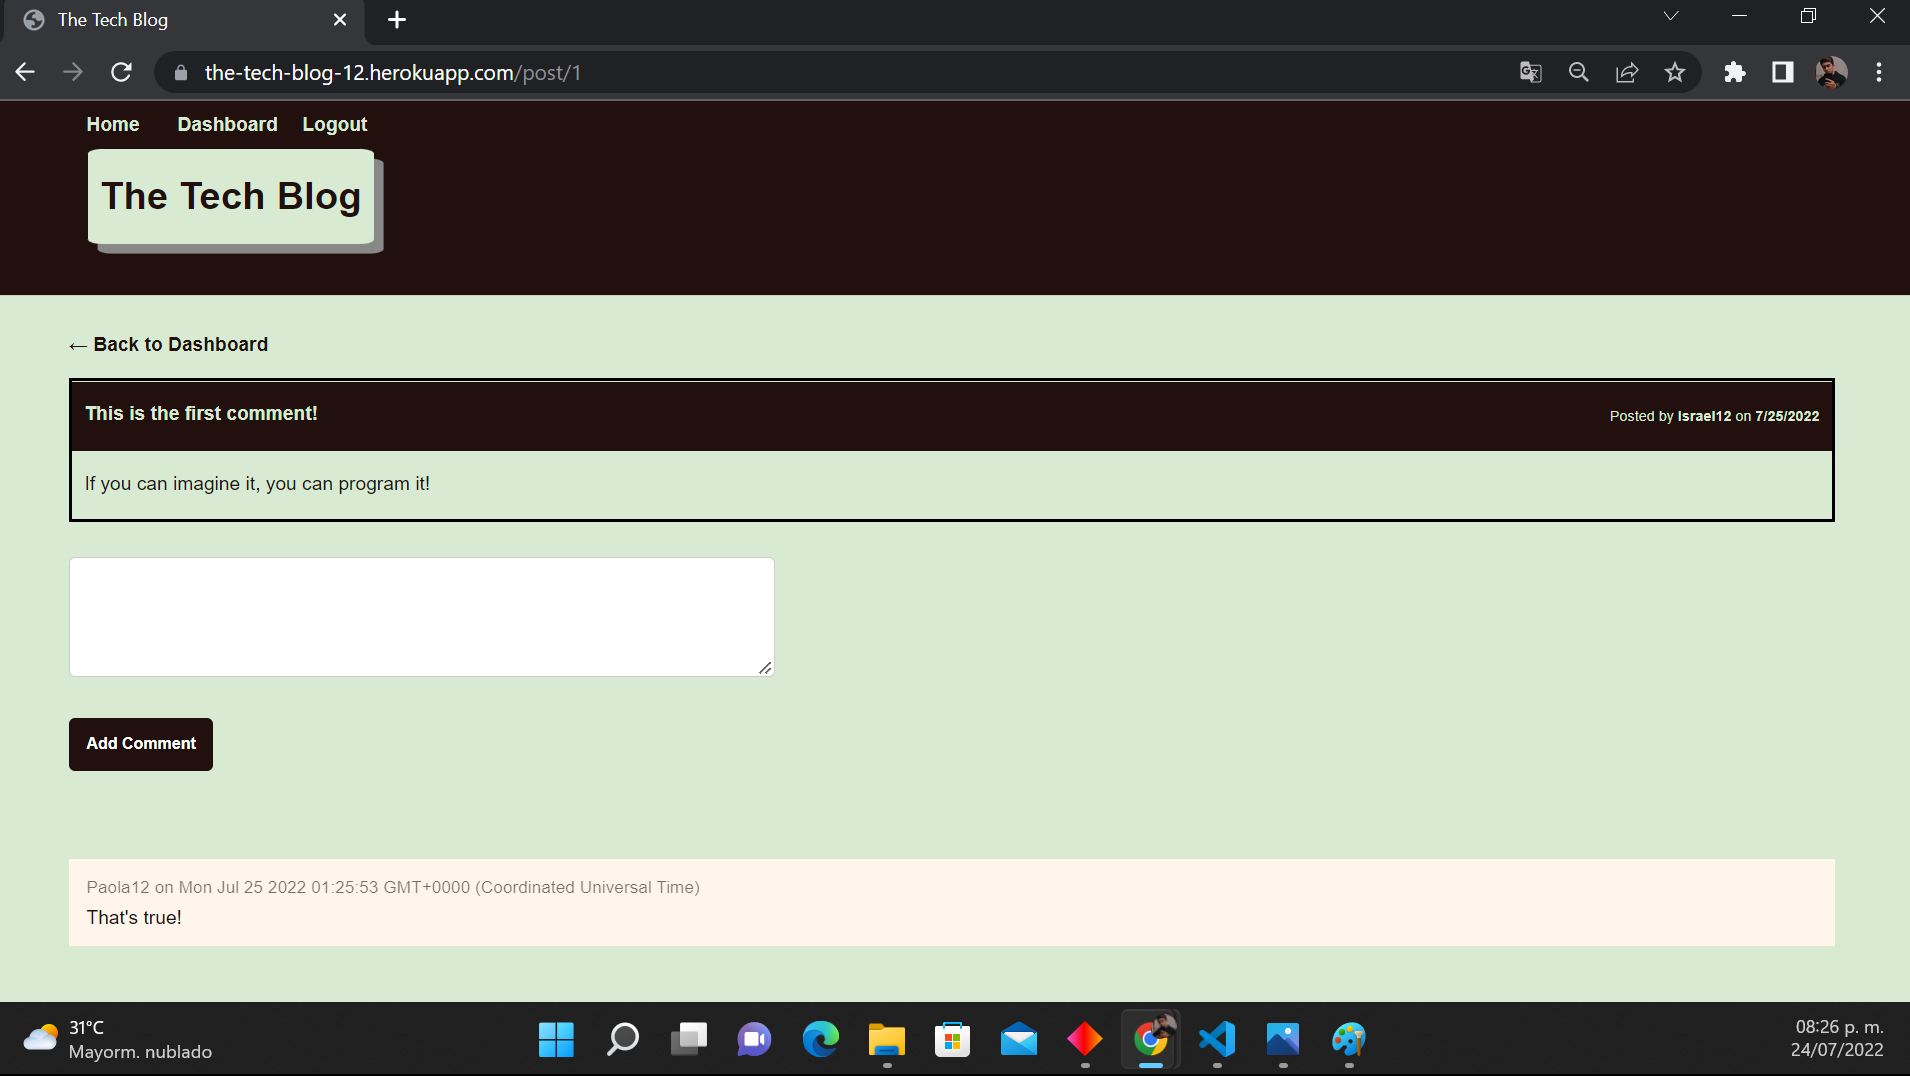 The Tech Blog
the-tech-blog-12.herokuapp.com/post/1
Home Dashboard Logout
The Tech Blog
← Back to Dashboard
This is the first comment!
Posted by Israel12 on 7/25/2022
If you can imagine it, you can program it!
Add Comment
Paola12 on Mon Jul 25 2022 01:25:53 GMT+0000 (Coordinated Universal Time)
That's true!
31°C
Mayorm. nublado
08:26 p. m.
24/07/2022